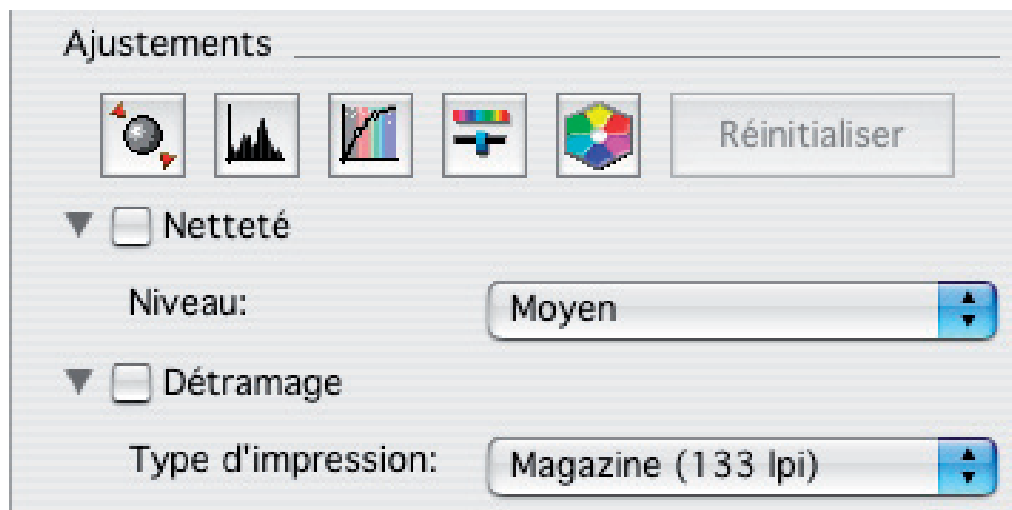 Ajustements
Réinitialiser
Netteté
Niveau: Moyen
Détramage
Type d'impression: Magazine (133 lpi)